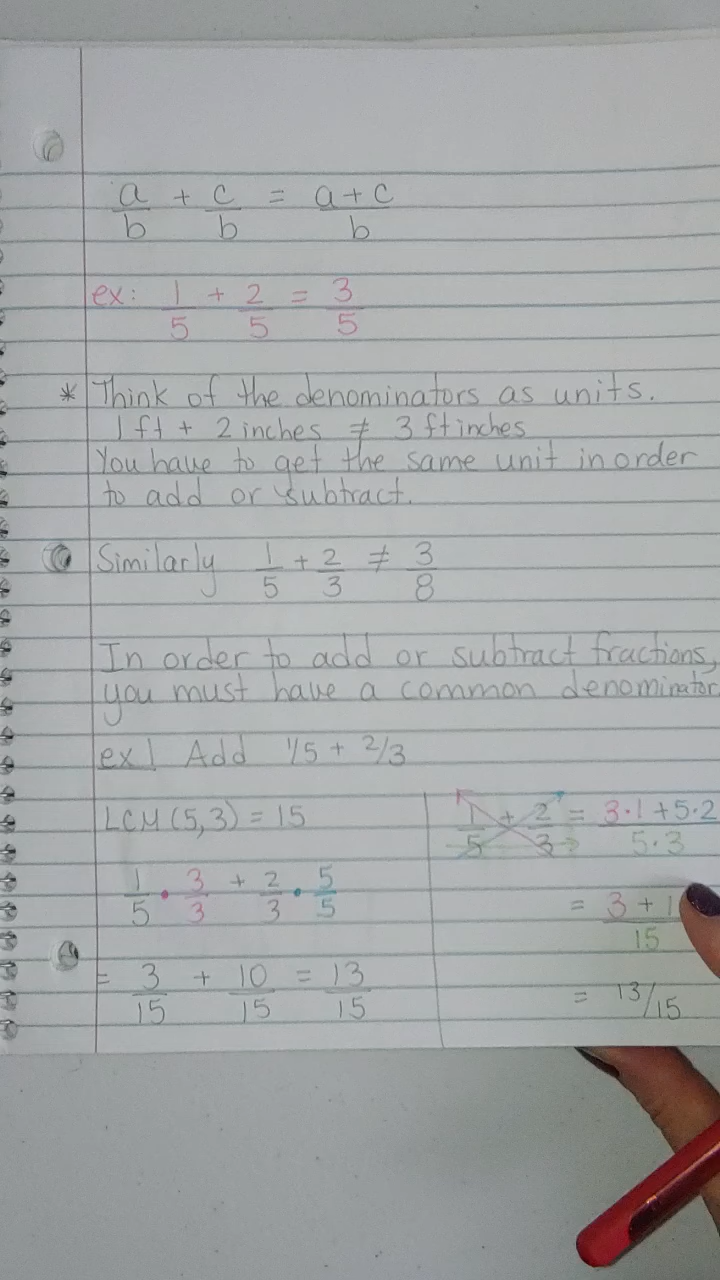 a/b + c/b = a+c/b
ex: 1/5 + 2/5 = 3/5
* Think of the denominators as units.
1 ft + 2 inches ≠ 3 ft inches
You have to get the same unit in order
to add or subtract.
Similarly 1/5 + 2/3 ≠ 3/8
In order to add or subtract fractions,
you must have a common denominator
ex1 Add 1/5 + 2/3
LCM (5,3) = 15
1/5 · 3/3 + 2/3 · 5/5
= 3/15 + 10/15 = 13/15
1/5 + 2/3 = 3·1+5·2/5·3
= 3+1/15
= 13/15